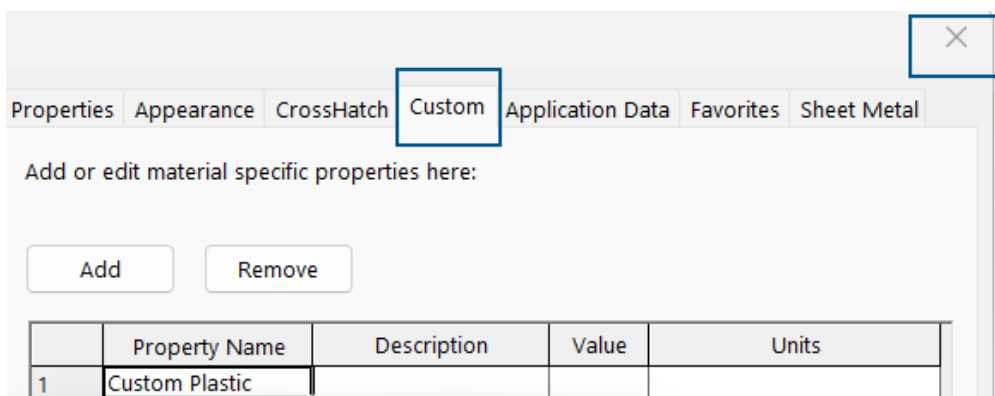 Properties Appearance CrossHatch Custom Application Data Favorites Sheet Metal
Add or edit material specific properties here:
Add Remove
Property Name Description Value Units
1 Custom Plastic